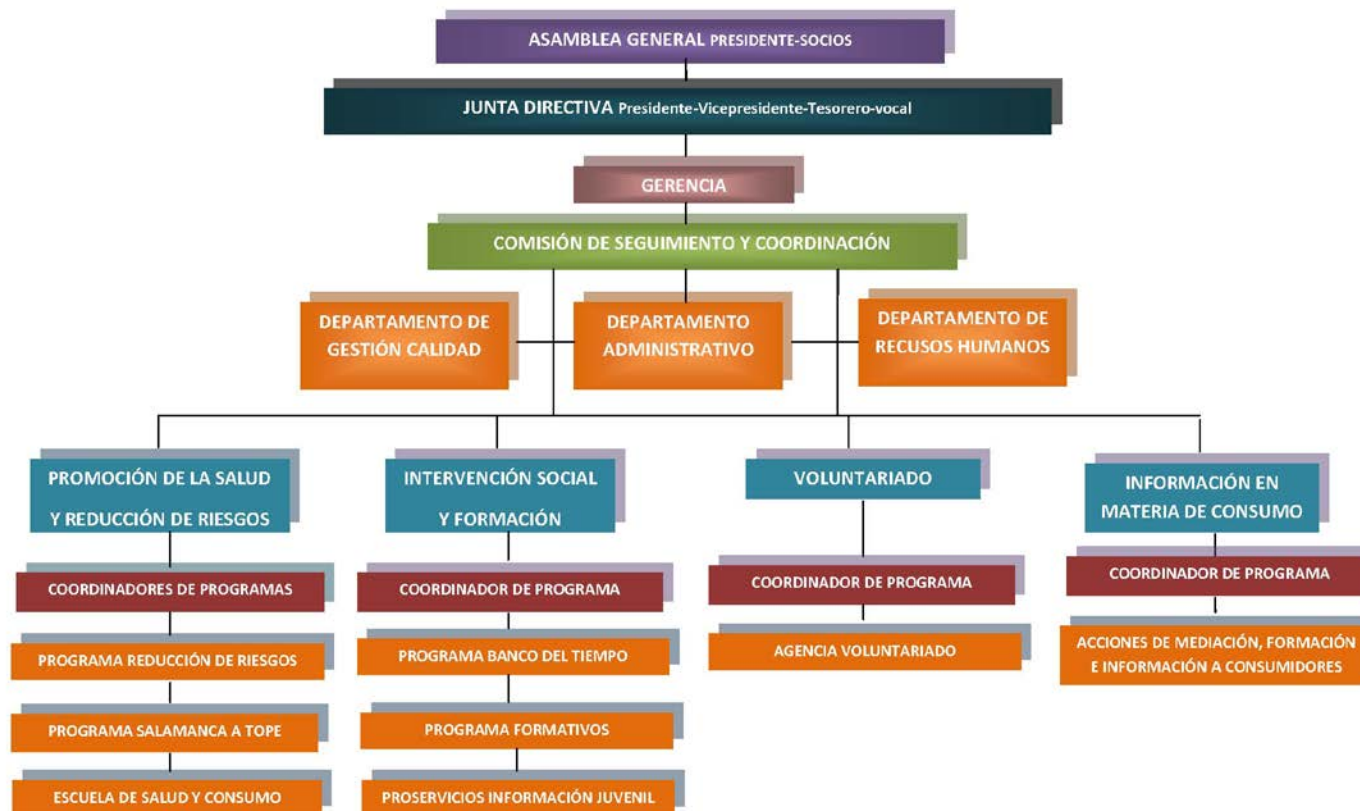 ASAMBLEA GENERAL PRESIDENTE-SOCIOS
JUNTA DIRECTIVA Presidente-Vicepresidente-Tesorero-vocal
GERENCIA
COMISIÓN DE SEGUIMIENTO Y COORDINACIÓN
DEPARTAMENTO DE
GESTIÓN CALIDAD
DEPARTAMENTO
ADMINISTRATIVO
DEPARTAMENTO DE
RECUSOS HUMANOS
PROMOCIÓN DE LA SALUD
Y REDUCCIÓN DE RIESGOS
COORDINADORES DE PROGRAMAS
PROGRAMA REDUCCIÓN DE RIESGOS
PROGRAMA SALAMANCA A TOPE
ESCUELA DE SALUD Y CONSUMO
INTERVENCIÓN SOCIAL
Y FORMACIÓN
COORDINADOR DE PROGRAMA
PROGRAMA BANCO DEL TIEMPO
PROGRAMA FORMATIVOS
PROSERVICIOS INFORMACIÓN JUVENIL
VOLUNTARIADO
COORDINADOR DE PROGRAMA
AGENCIA VOLUNTARIADO
INFORMACIÓN EN
MATERIA DE CONSUMO
COORDINADOR DE PROGRAMA
ACCIONES DE MEDIACIÓN, FORMACIÓN
E INFORMACIÓN A CONSUMIDORES